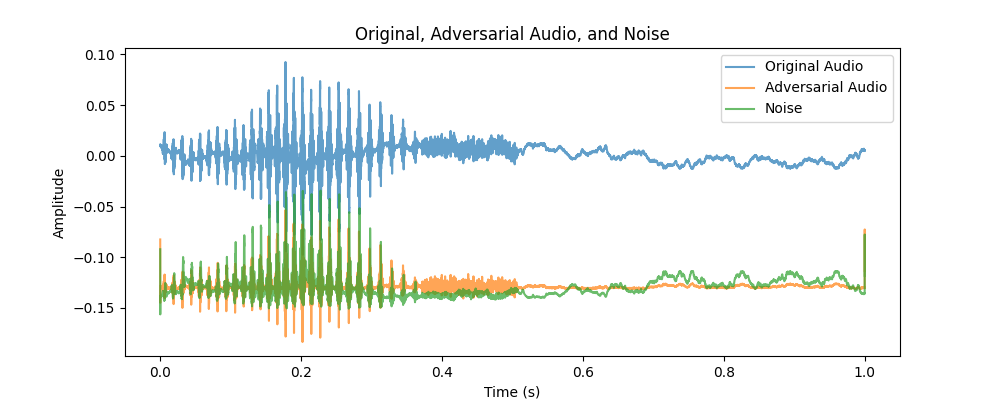 Original, Adversarial Audio, and Noise
Original Audio
Adversarial Audio
Noise
Amplitude
0.10
0.05
0.00
−0.05
−0.10
−0.15
0.0
0.2
0.4
0.6
0.8
1.0
Time (s)